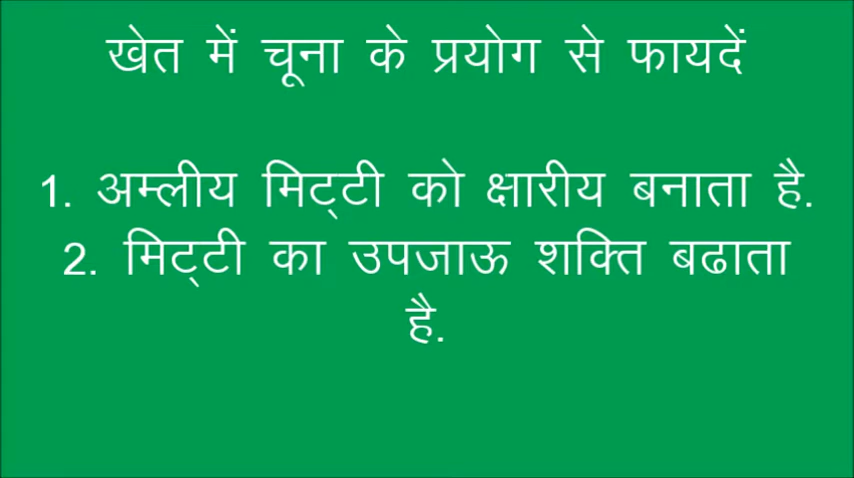 खेत में चूना के प्रयोग से फायदें
1. अम्लीय मिट्टी को क्षारीय बनाता है.
2. मिट्टी का उपजाऊ शक्ति बढाता
है.